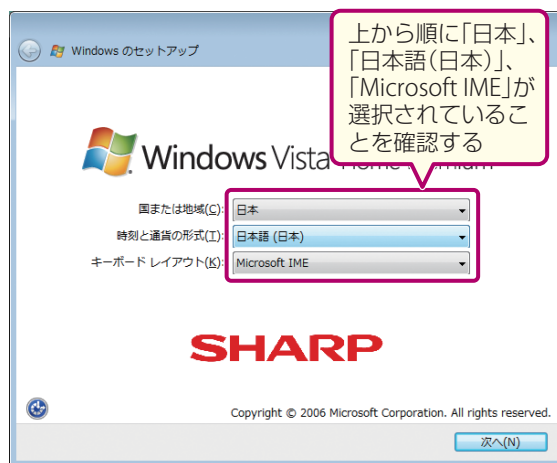 Windows のセットアップ
上から順に「日本」、
「日本語(日本)」、
「Microsoft IME」が
選択されているこ
とを確認する
Windows Vista
国または地域(C): 日本
時刻と通貨の形式(T): 日本語 (日本)
キーボード レイアウト(K): Microsoft IME
SHARP
Copyright © 2006 Microsoft Corporation. All rights reserved.
次へ(N)